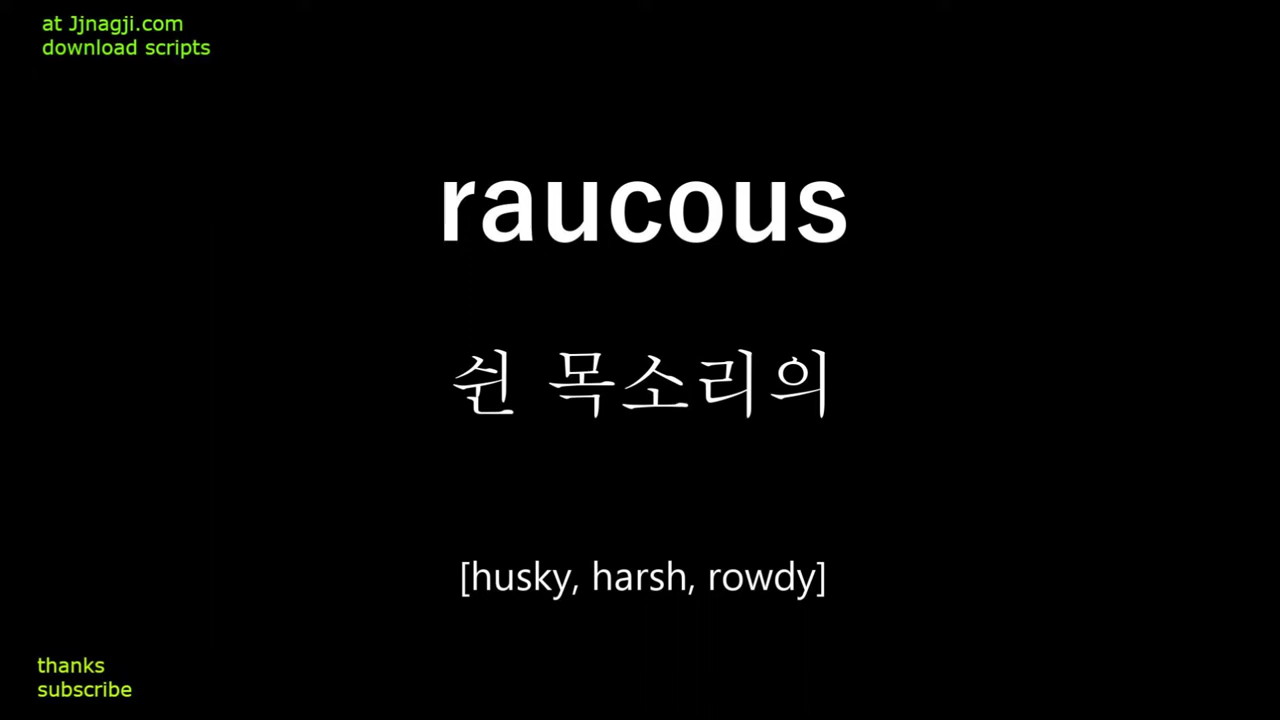 at Jjnagji.com
download scripts
raucous
쉰 목소리의
[husky, harsh, rowdy]
thanks
subscribe